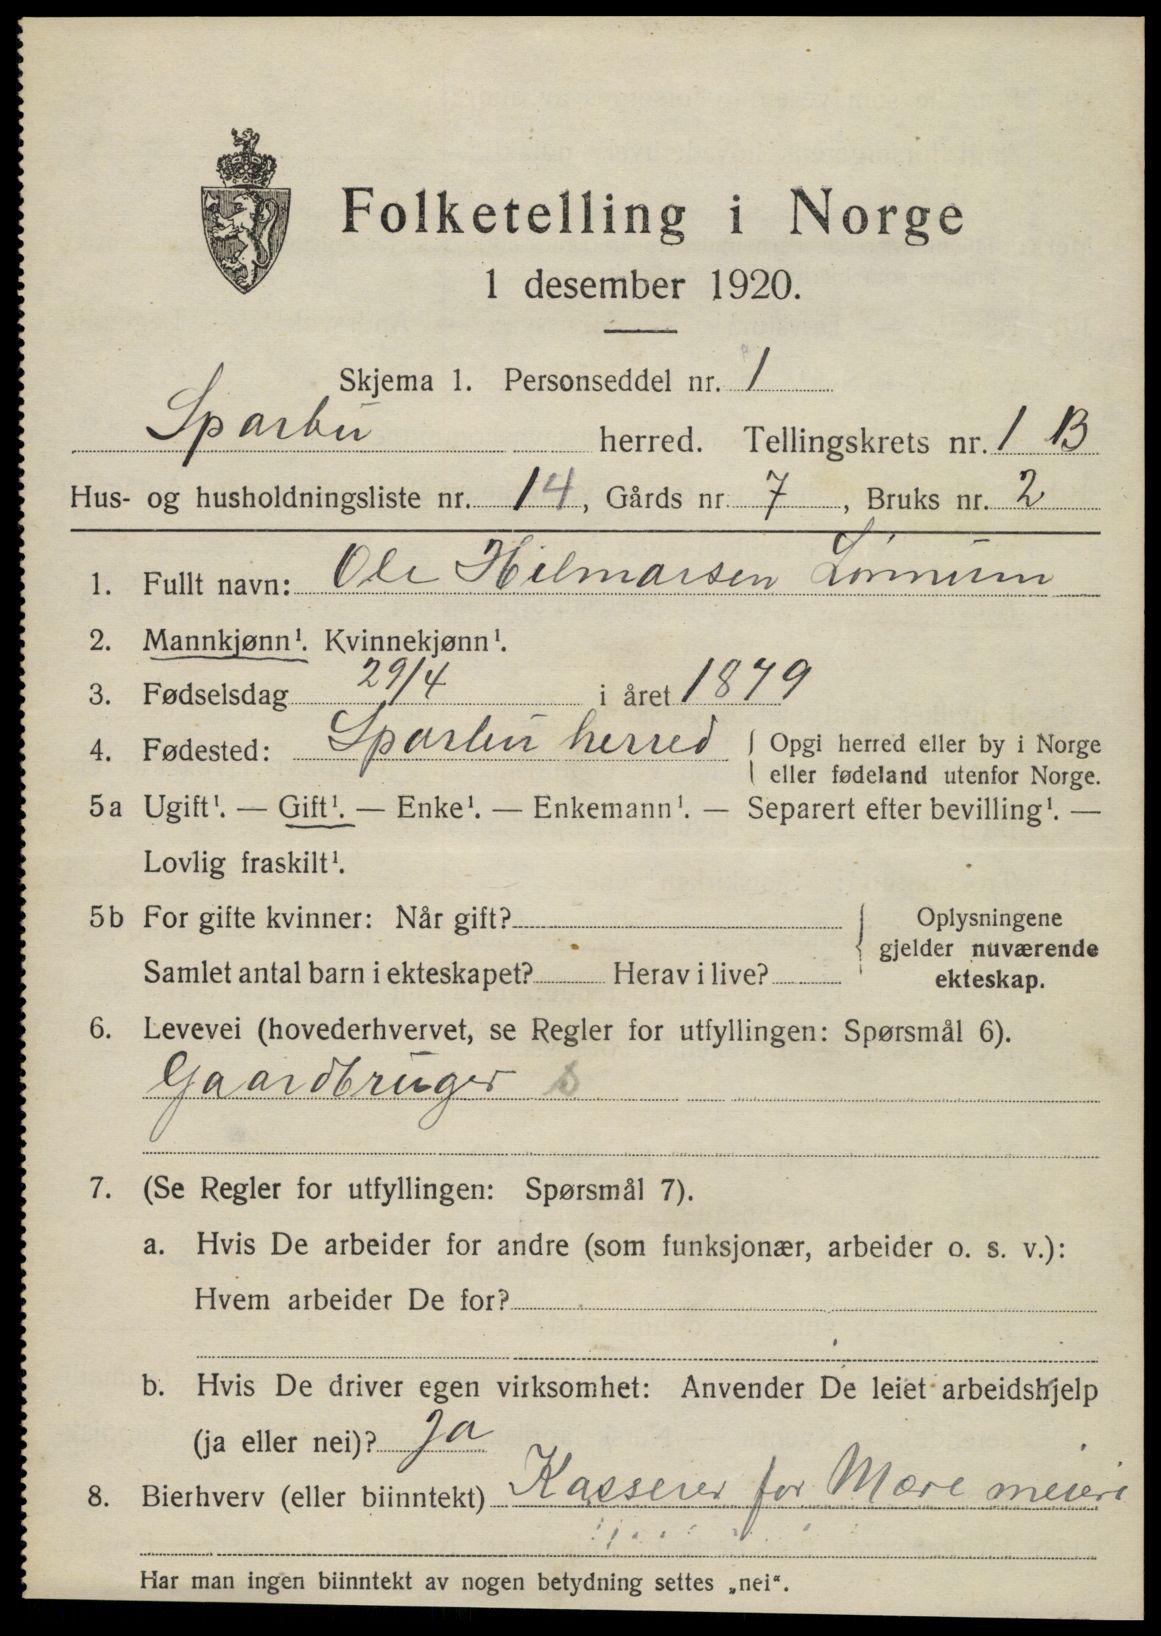 Folketelling i Norge
1 desember 1920.
Skjema 1. Personseddel nr. 1
Sparbu herred. Tellingskrets nr. 1 B
Hus- og husholdningsliste nr. 14, Gårds nr. 7, Bruks nr. 2
1. Fullt navn: Ole Hilmarsen Lønnum
2. Mannkjønn¹. Kvinnekjønn¹.
3. Fødselsdag 29/4 i året 1879
4. Fødested: Sparbu herred { Opgi herred eller by i Norge
eller fødeland utenfor Norge.
5a Ugift¹. — Gift¹. — Enke¹. — Enkemann¹. — Separert efter bevilling¹. —
Lovlig fraskilt¹.
5b For gifte kvinner: Når gift?
Samlet antal barn i ekteskapet? Herav i live?
{ Oplysningene
gjelder nuværende
ekteskap.
6. Levevei (hovederhvervet, se Regler for utfyllingen: Spørsmål 6).
Gaardbruger s
7. (Se Regler for utfyllingen: Spørsmål 7).
a. Hvis De arbeider for andre (som funksjonær, arbeider o. s. v.):
Hvem arbeider De for?
b. Hvis De driver egen virksomhet: Anvender De leiet arbeidshjelp
(ja eller nei)? Ja
8. Bierhverv (eller biinntekt) Kasserer for Mære meieri
Har man ingen biinntekt av nogen betydning settes „nei“.